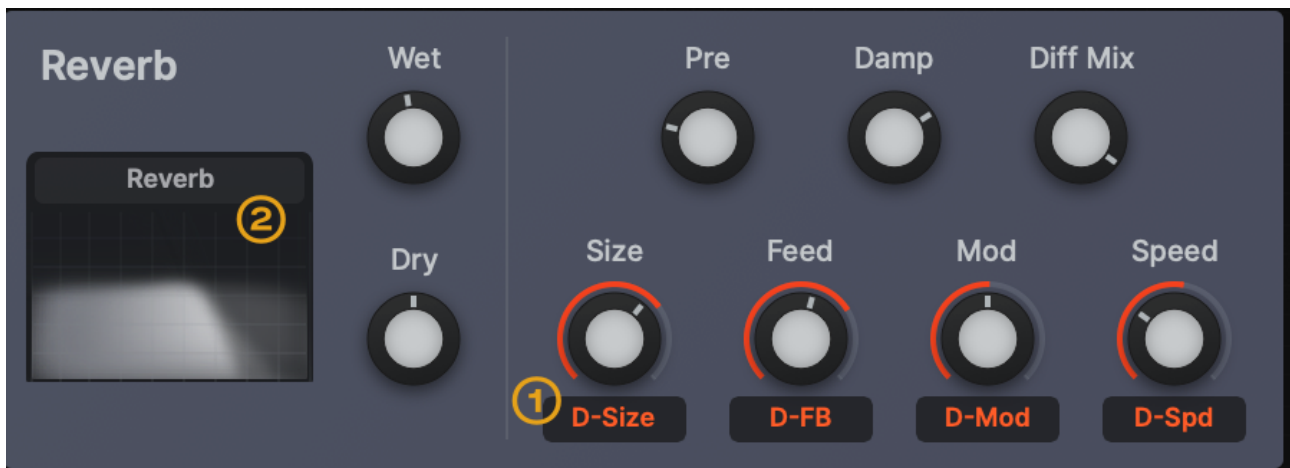 Reverb
Wet
Pre
Damp
Diff Mix
Reverb
2
Dry
Size
Feed
Mod
Speed
1
D-Size
D-FB
D-Mod
D-Spd